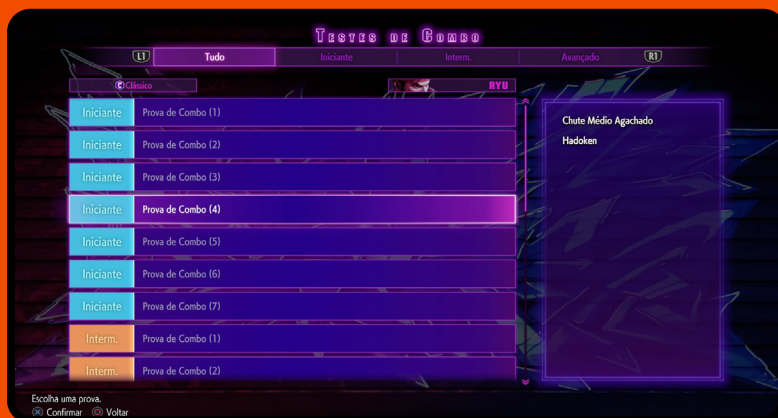 Testes de Combo
L1 Tudo Iniciante Interm. Avançado R1
C Clássico RYU
Iniciante Prova de Combo (1)
Iniciante Prova de Combo (2)
Iniciante Prova de Combo (3)
Iniciante Prova de Combo (4)
Iniciante Prova de Combo (5)
Iniciante Prova de Combo (6)
Iniciante Prova de Combo (7)
Interm. Prova de Combo (1)
Interm. Prova de Combo (2)
Chute Médio Agachado
Hadoken
Escolha uma prova.
Confirmar Voltar